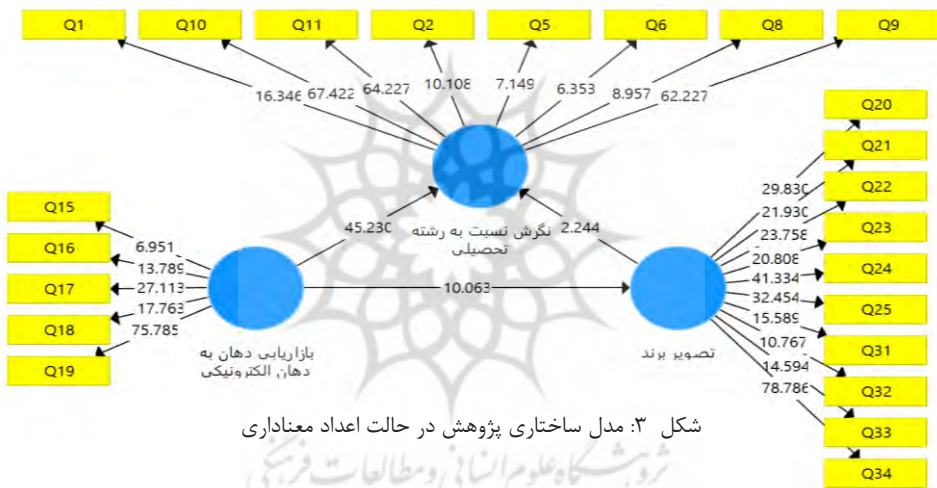 Q1 Q10 Q11 Q2 Q5 Q6 Q8 Q9
16.346 67.422 64.227 10.108 7.149 6.353 8.957 62.227
Q20
Q21
Q22
Q23
Q24
Q25
Q31
Q32
Q33
Q34
29.830
21.930
23.758
20.808
41.334
32.454
15.589
10.767
14.594
78.786
Q15
Q16
Q17
Q18
Q19
6.951
13.789
27.113
17.763
75.785
45.230
2.244
10.063
نگرش نسبت به رشته
تحصیلی
بازاریابی دهان به
دهان الکترونیکی
تصویر برند
شکل ۳: مدل ساختاری پژوهش در حالت اعداد معناداری
پژوهشگاه علوم انسانی و مطالعات فرهنگی